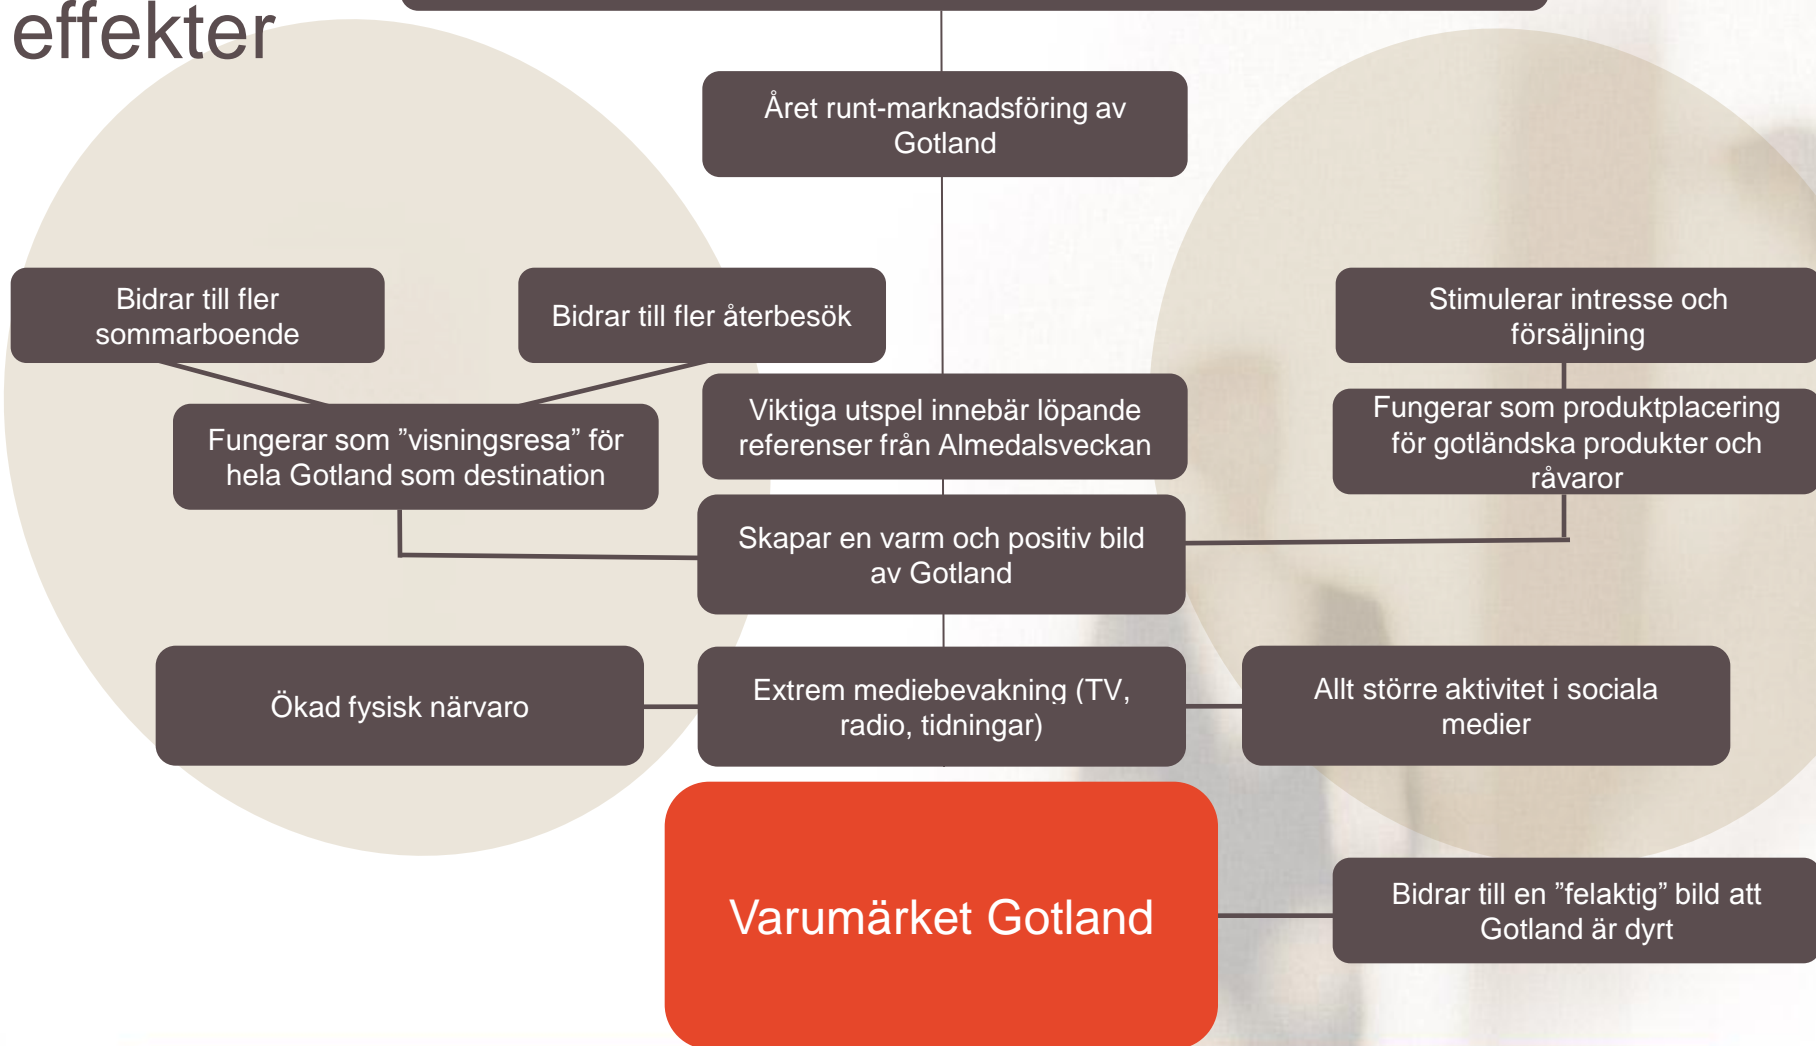 effekter
Året runt-marknadsföring av
Gotland
Bidrar till fler
sommarboende
Bidrar till fler återbesök
Stimulerar intresse och
försäljning
Fungerar som ”visningsresa” för
hela Gotland som destination
Viktiga utspel innebär löpande
referenser från Almedalsveckan
Fungerar som produktplacering
för gotländska produkter och
råvaror
Skapar en varm och positiv bild
av Gotland
Ökad fysisk närvaro
Extrem mediebevakning (TV,
radio, tidningar)
Allt större aktivitet i sociala
medier
Varumärket Gotland
Bidrar till en ”felaktig” bild att
Gotland är dyrt